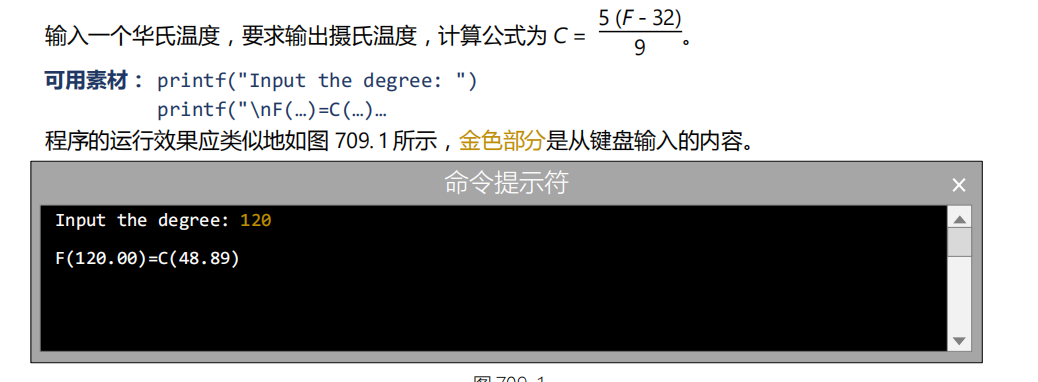 输入一个华氏温度，要求输出摄氏温度，计算公式为 C = 5 (F - 32) / 9 。
可用素材： printf("Input the degree: ")
printf("\nF(…)=C(…)…
程序的运行效果应类似地如图 709.1 所示，金色部分是从键盘输入的内容。
命令提示符 ×
Input the degree: 120
F(120.00)=C(48.89)
图 709.1